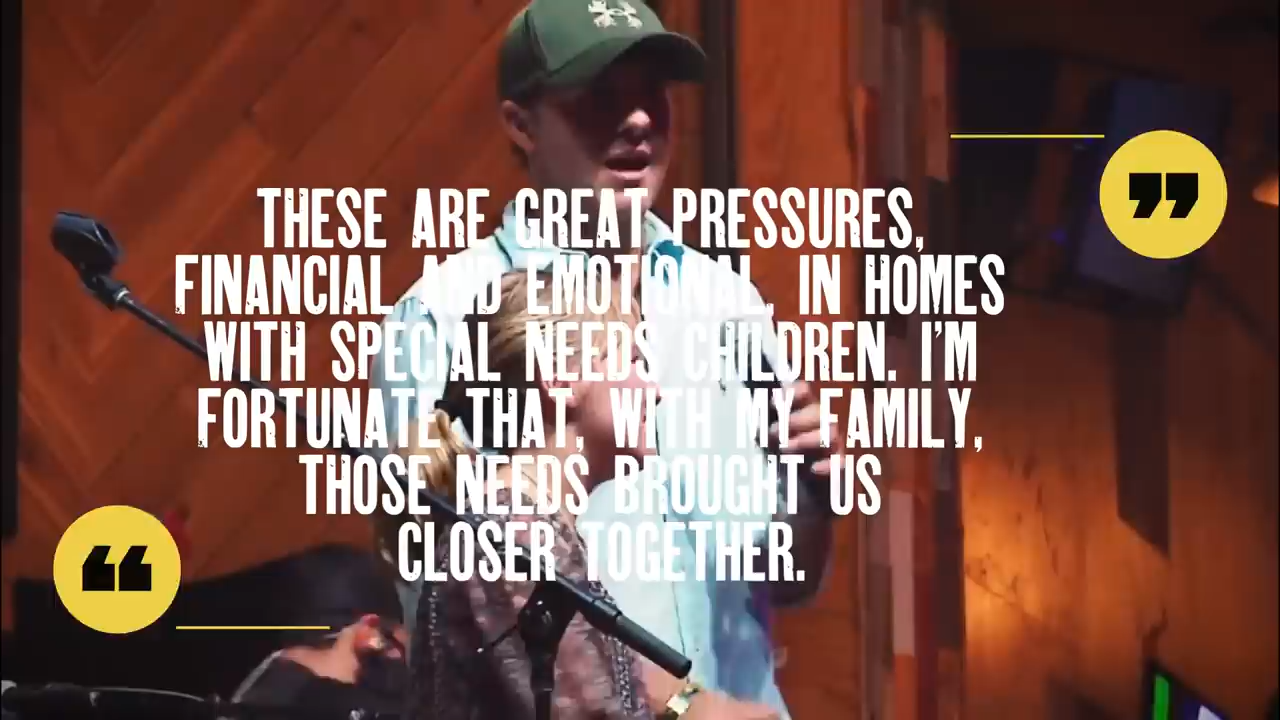 THESE ARE GREAT PRESSURES,
FINANCIAL AND EMOTIONAL, IN HOMES
WITH SPECIAL NEEDS CHILDREN. I'M
FORTUNATE THAT, WITH MY FAMILY,
THOSE NEEDS BROUGHT US
CLOSER TOGETHER.